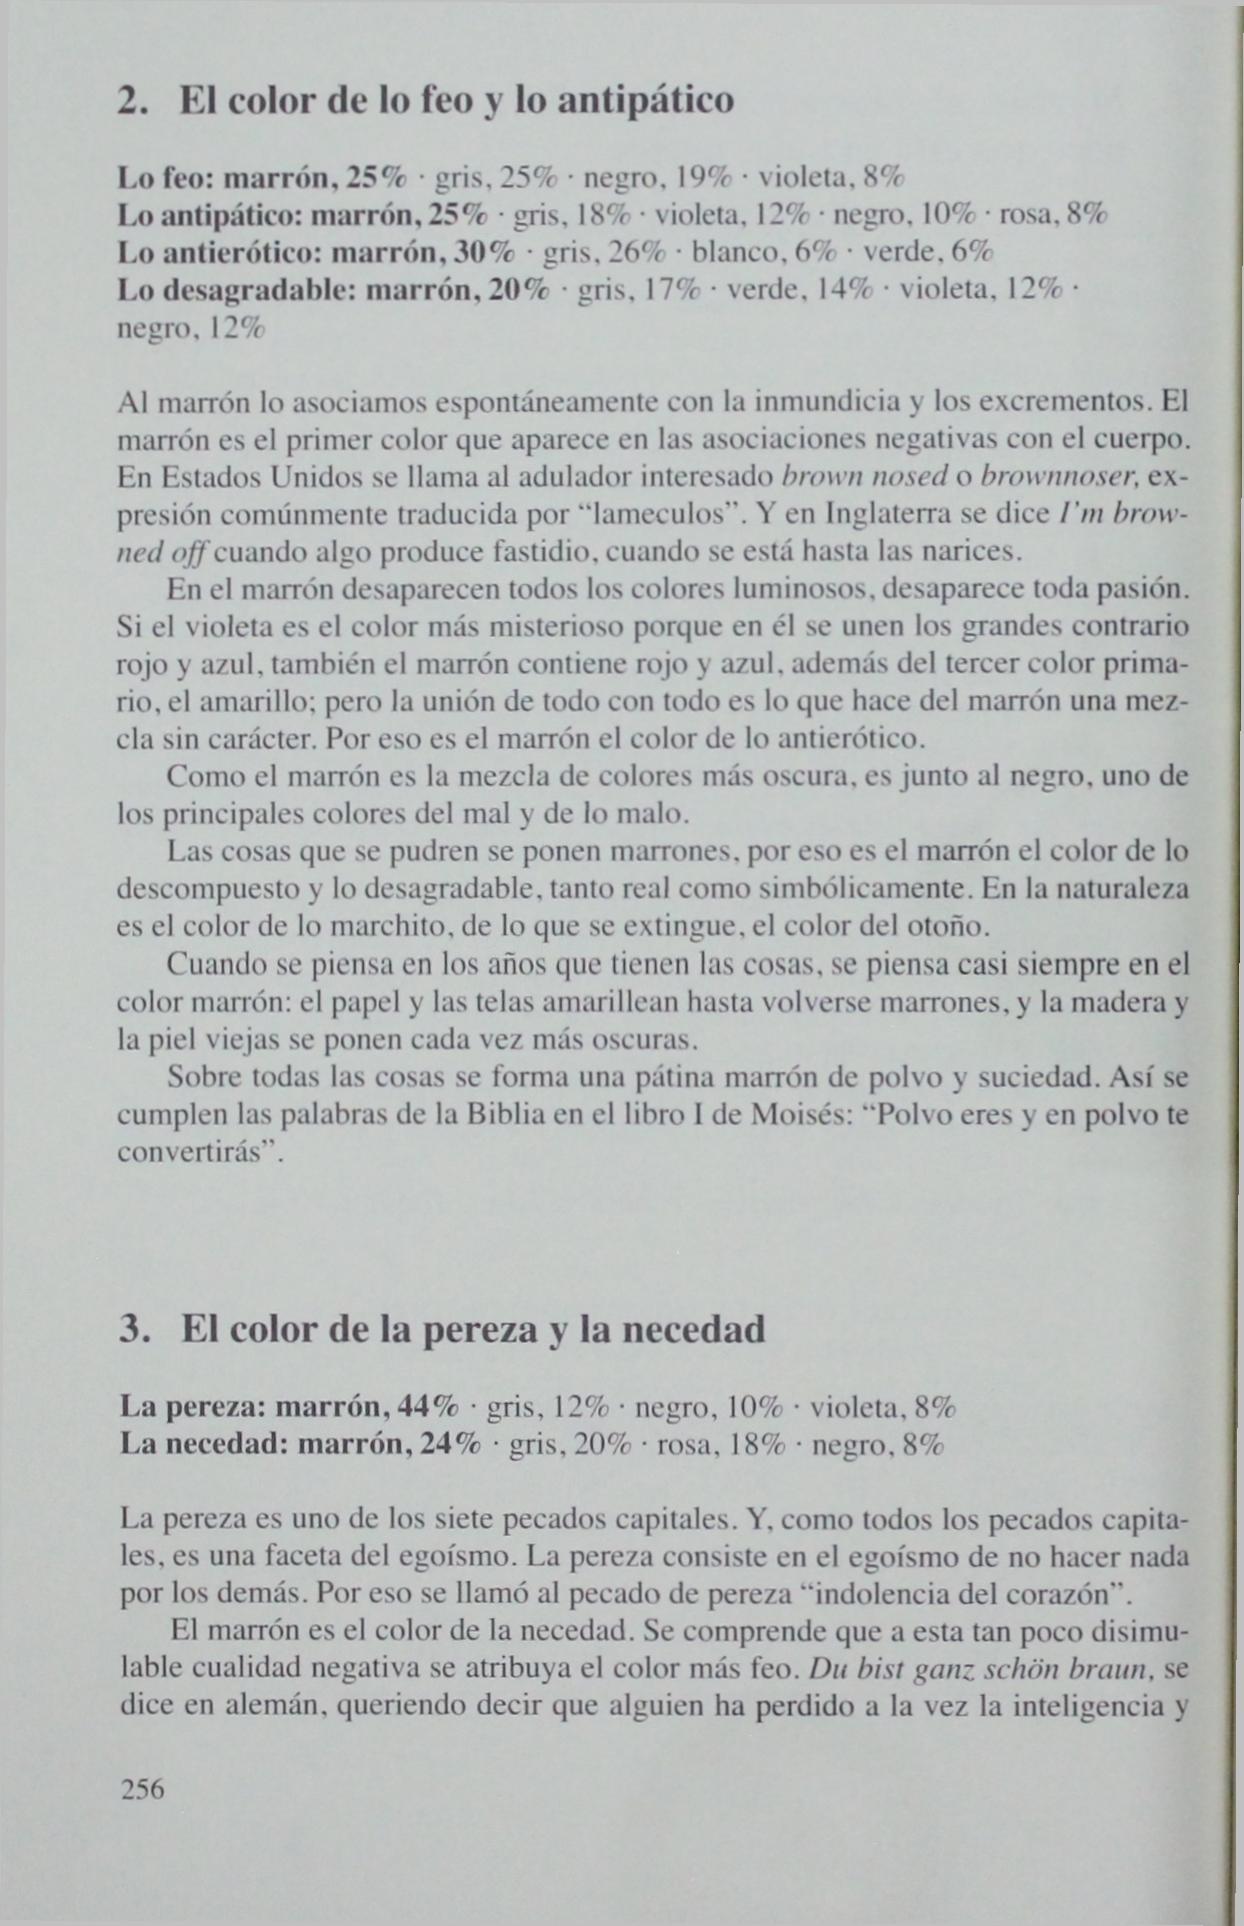 2. El color de lo feo y lo antipático
Lo feo: marrón, 25% · gris, 25% · negro, 19% · violeta, 8%
Lo antipático: marrón, 25% · gris, 18% · violeta, 12% · negro, 10% · rosa, 8%
Lo antierótico: marrón, 30% · gris, 26% · blanco, 6% · verde, 6%
Lo desagradable: marrón, 20% · gris, 17% · verde, 14% · violeta, 12% ·
negro, 12%
Al marrón lo asociamos espontáneamente con la inmundicia y los excrementos. El
marrón es el primer color que aparece en las asociaciones negativas con el cuerpo.
En Estados Unidos se llama al adulador interesado brown nosed o brownnoser, ex-
presión comúnmente traducida por “lameculos”. Y en Inglaterra se dice I'm brow-
ned off cuando algo produce fastidio, cuando se está hasta las narices.
En el marrón desaparecen todos los colores luminosos, desaparece toda pasión.
Si el violeta es el color más misterioso porque en él se unen los grandes contrario
rojo y azul, también el marrón contiene rojo y azul, además del tercer color prima-
rio, el amarillo; pero la unión de todo con todo es lo que hace del marrón una mez-
cla sin carácter. Por eso es el marrón el color de lo antierótico.
Como el marrón es la mezcla de colores más oscura, es junto al negro, uno de
los principales colores del mal y de lo malo.
Las cosas que se pudren se ponen marrones, por eso es el marrón el color de lo
descompuesto y lo desagradable, tanto real como simbólicamente. En la naturaleza
es el color de lo marchito, de lo que se extingue, el color del otoño.
Cuando se piensa en los años que tienen las cosas, se piensa casi siempre en el
color marrón: el papel y las telas amarillean hasta volverse marrones, y la madera y
la piel viejas se ponen cada vez más oscuras.
Sobre todas las cosas se forma una pátina marrón de polvo y suciedad. Así se
cumplen las palabras de la Biblia en el libro I de Moisés: “Polvo eres y en polvo te
convertirás”.
3. El color de la pereza y la necedad
La pereza: marrón, 44% · gris, 12% · negro, 10% · violeta, 8%
La necedad: marrón, 24% · gris, 20% · rosa, 18% · negro, 8%
La pereza es uno de los siete pecados capitales. Y, como todos los pecados capita-
les, es una faceta del egoísmo. La pereza consiste en el egoísmo de no hacer nada
por los demás. Por eso se llamó al pecado de pereza “indolencia del corazón”.
El marrón es el color de la necedad. Se comprende que a esta tan poco disimu-
lable cualidad negativa se atribuya el color más feo. Du bist ganz schön braun, se
dice en alemán, queriendo decir que alguien ha perdido a la vez la inteligencia y
256